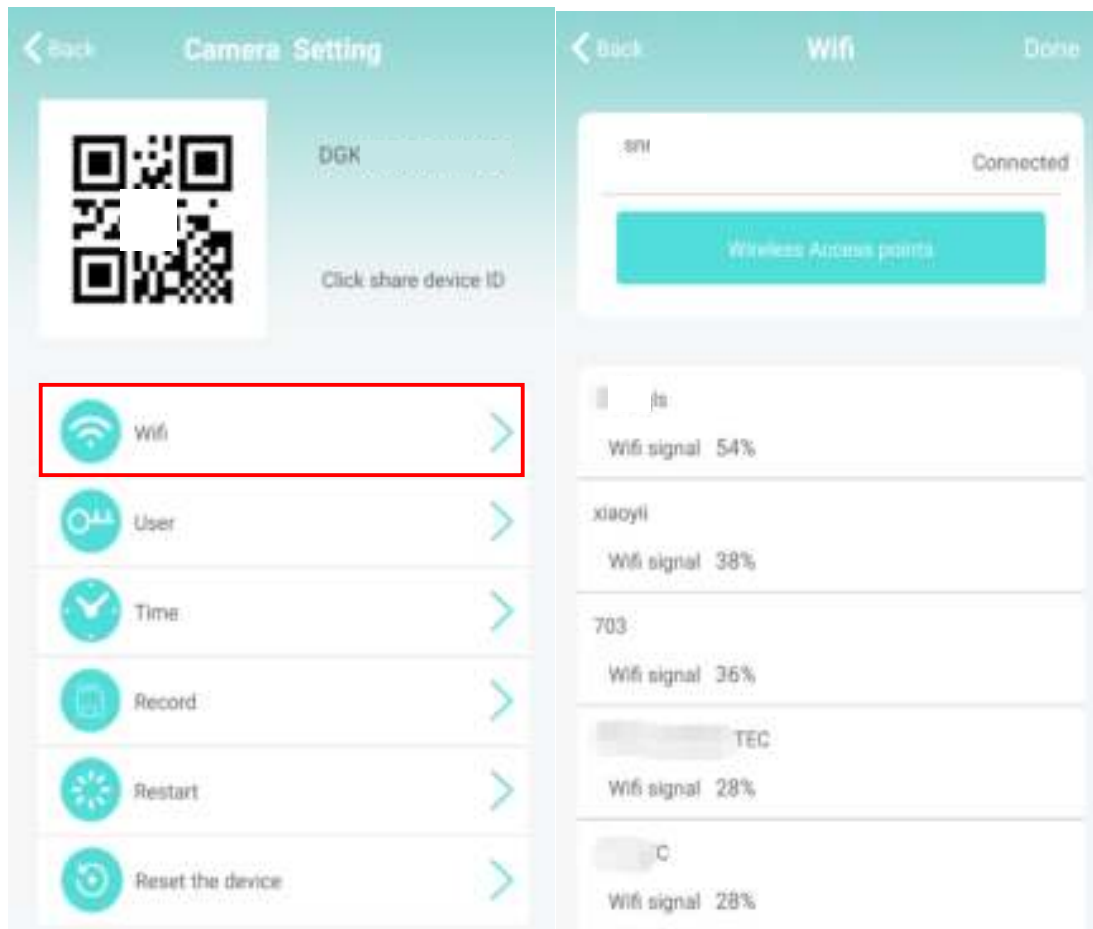 Back
Camera Setting
DGK
Click share device ID
Wifi
User
Time
Record
Restart
Reset the device
Back
Wifi
Done
Connected
Wireless Access points
Wifi signal 54%
Wifi signal 38%
703
Wifi signal 36%
TEC
Wifi signal 28%
C
Wifi signal 28%